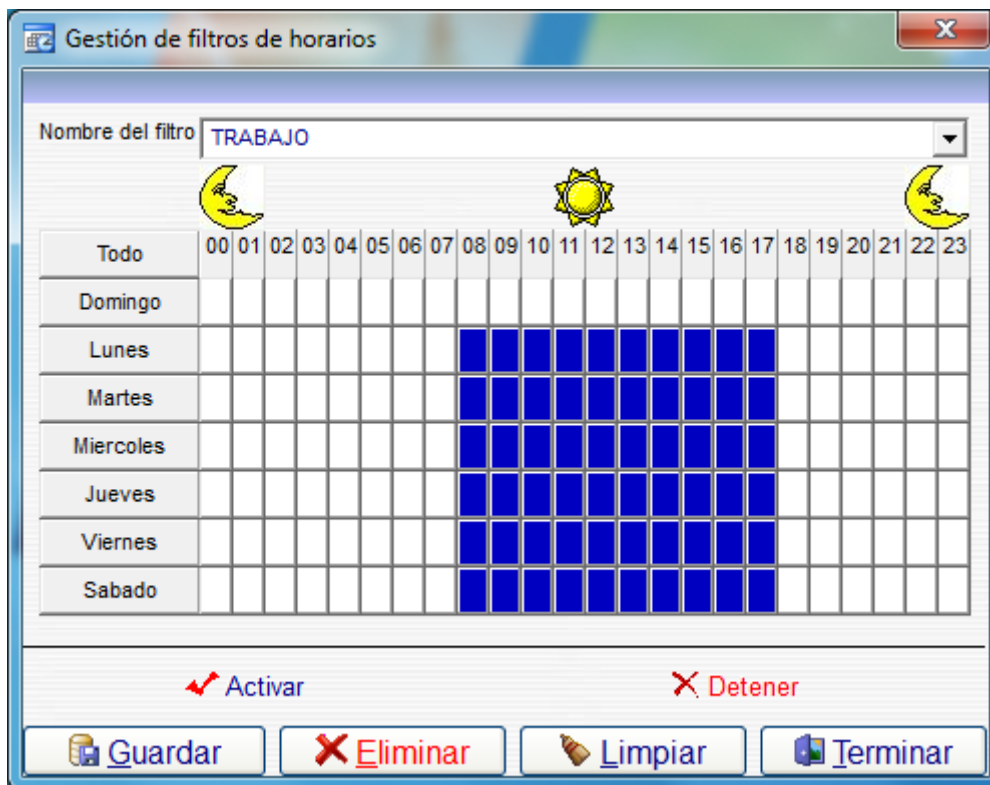 Gestión de filtros de horarios
Nombre del filtro TRABAJO
Todo 00 01 02 03 04 05 06 07 08 09 10 11 12 13 14 15 16 17 18 19 20 21 22 23
Domingo
Lunes
Martes
Miercoles
Jueves
Viernes
Sabado
Activar Detener
Guardar Eliminar Limpiar Terminar